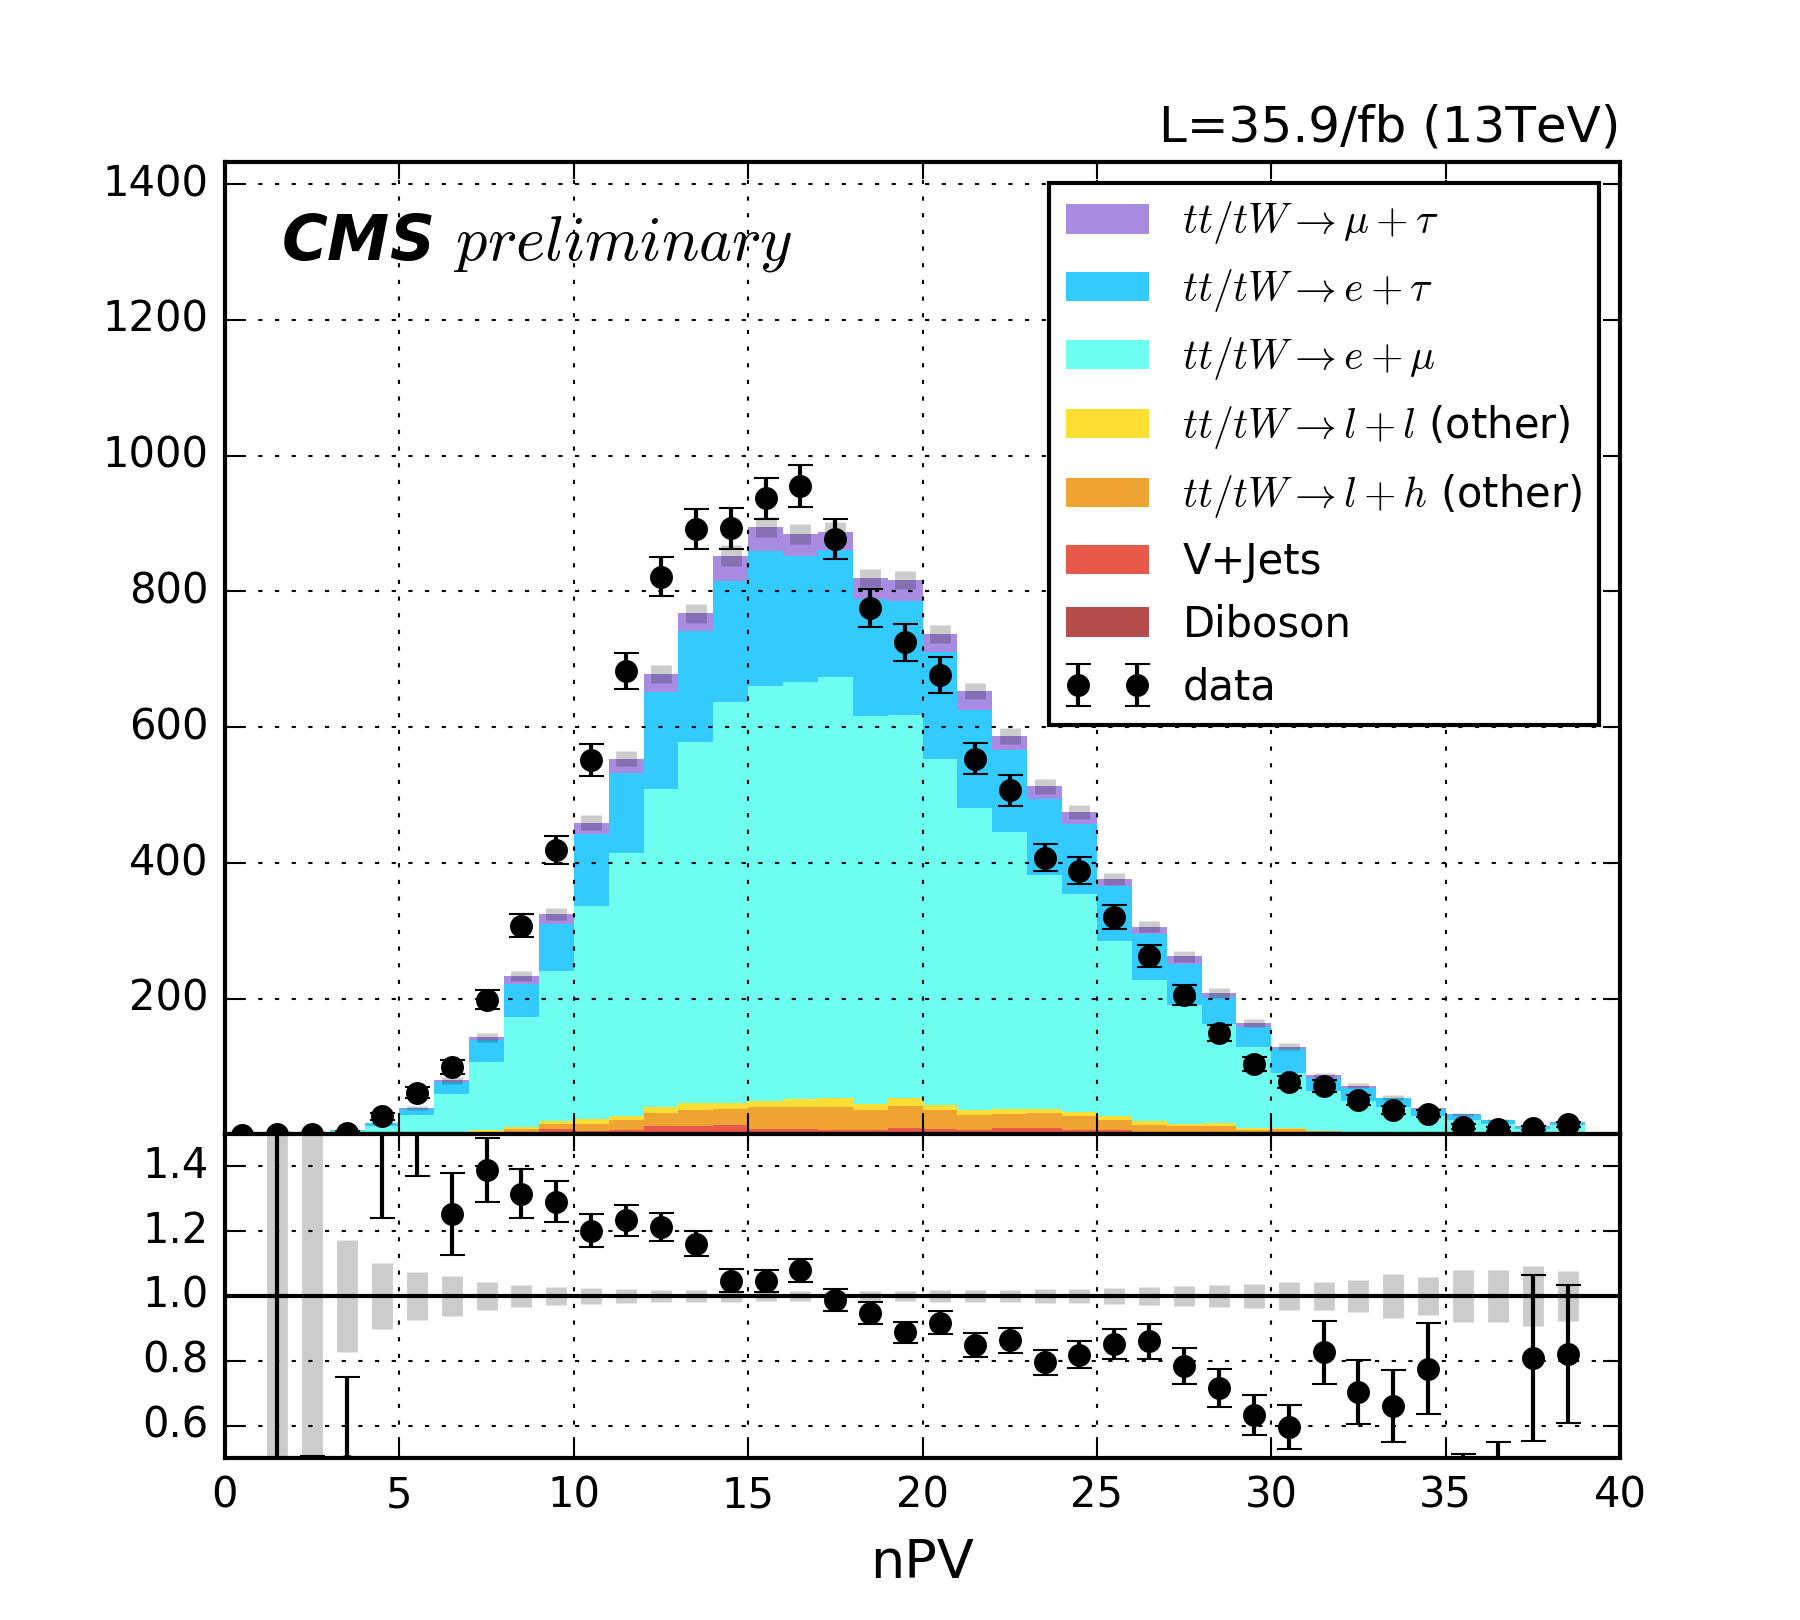 L=35.9/fb (13TeV)
CMS preliminary
1400
1200
1000
800
600
400
200
tt/tW→μ+τ
tt/tW→e+τ
tt/tW→e+μ
tt/tW→l+l (other)
tt/tW→l+h (other)
V+Jets
Diboson
data
1.4
1.2
1.0
0.8
0.6
0 5 10 15 20 25 30 35 40
nPV